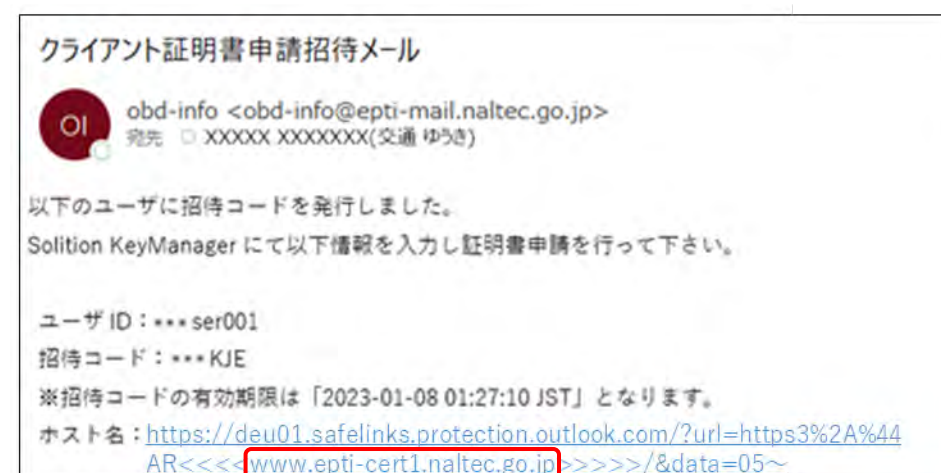 クライアント証明書申請招待メール
OI
obd-info <obd-info@epti-mail.naltec.go.jp>
宛先 XXXXX XXXXXXX(交通 ゆうき)
以下のユーザに招待コードを発行しました。
Solition KeyManager にて以下情報を入力し証明書申請を行って下さい。
ユーザ ID：***ser001
招待コード：***KJE
※招待コードの有効期限は「2023-01-08 01:27:10 JST」となります。
ホスト名：https://deu01.safelinks.protection.outlook.com/?url=https3%2A%44
AR<<<<www.epti-cert1.naltec.go.jp>>>>>/&data=05～